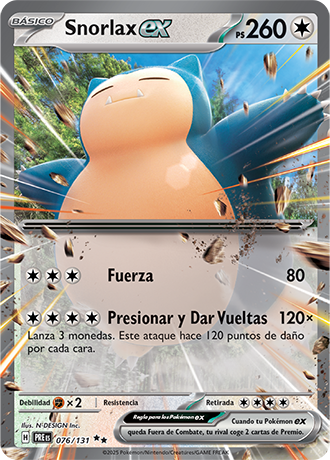 BÁSICO Snorlax ex PS 260
Fuerza 80
Presionar y Dar Vueltas 120×
Lanza 3 monedas. Este ataque hace 120 puntos de daño
por cada cara.
Debilidad ×2 Resistencia Retirada
Ilus. N-DESIGN Inc.
H PRE ES 076/131
Regla para los Pokémon ex
Cuando tu Pokémon ex
queda Fuera de Combate, tu rival coge 2 cartas de Premio.
©2025 Pokémon/Nintendo/Creatures/GAME FREAK